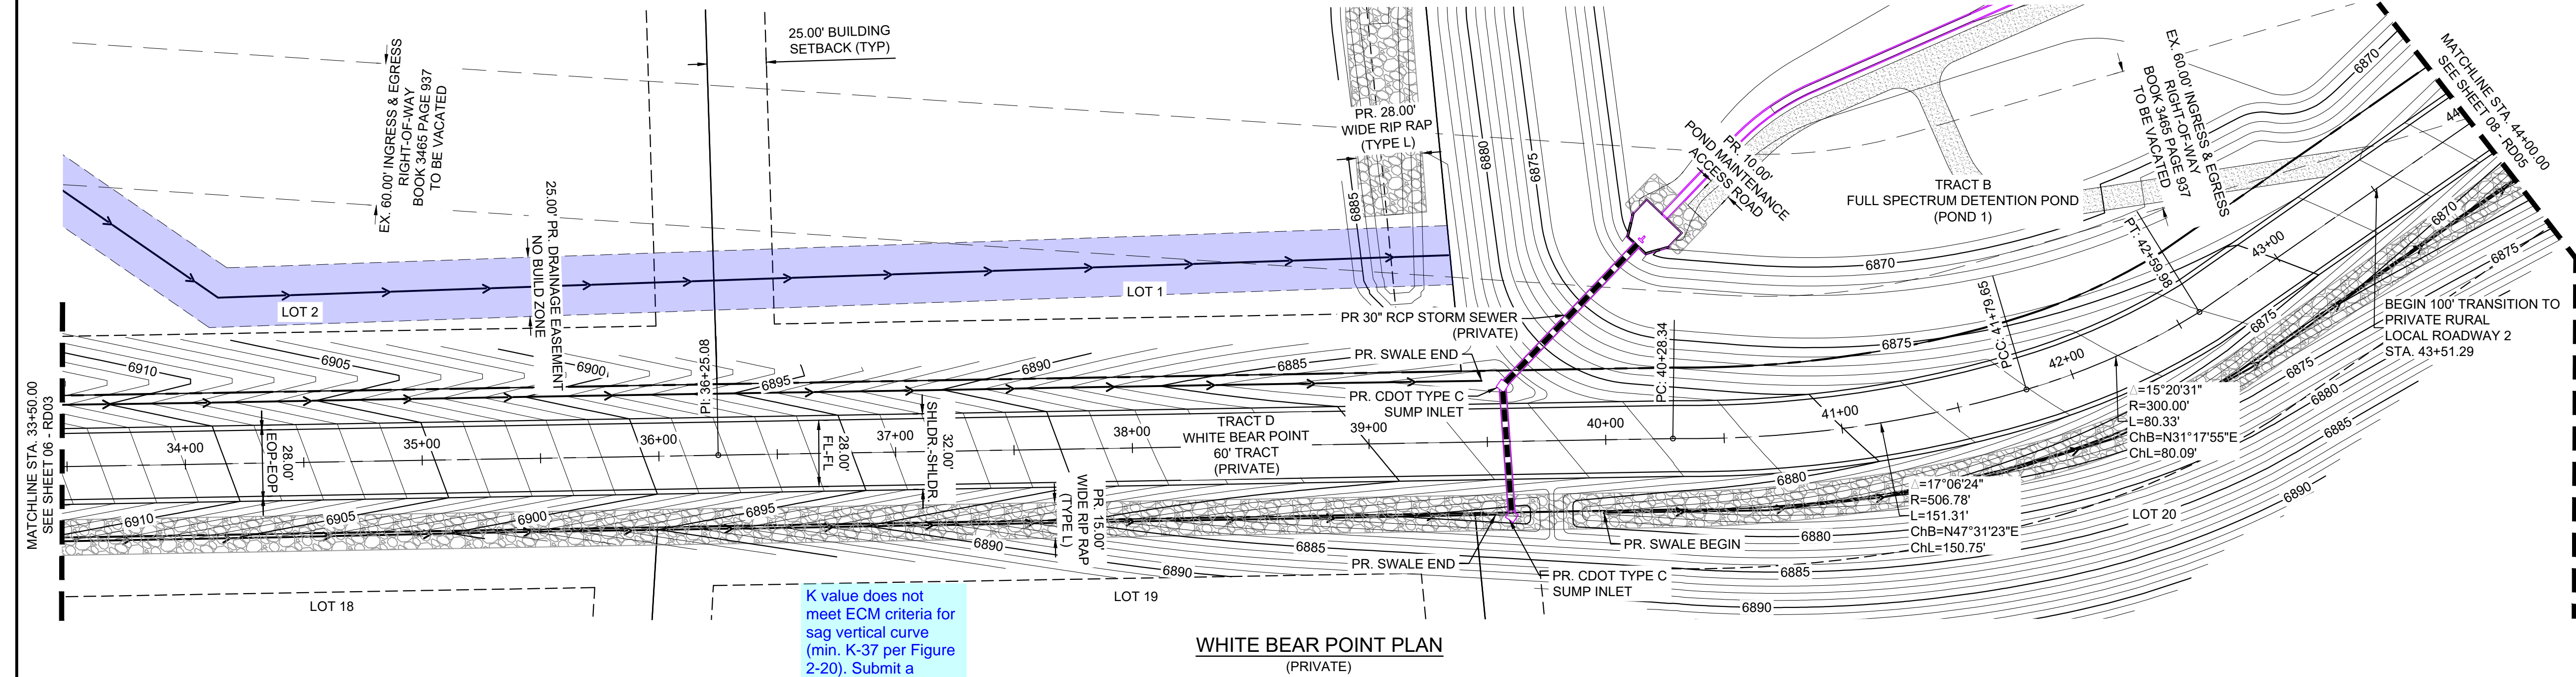 MATCHLINE STA. 33+50.00
SEE SHEET 06 - RD03
EX. 60.00' INGRESS & EGRESS
RIGHT-OF-WAY
BOOK 3465 PAGE 937
TO BE VACATED
25.00' BUILDING
SETBACK (TYP)
25.00' PR. DRAINAGE EASEMENT
NO BUILD ZONE
LOT 2
LOT 1
PR. 28.00'
WIDE RIP RAP
(TYPE L)
6885
6880
6875
PR. 10.00'
POND MAINTENANCE
ACCESS ROAD
TRACT B
FULL SPECTRUM DETENTION POND
(POND 1)
EX. 60.00' INGRESS & EGRESS
RIGHT-OF-WAY
BOOK 3465 PAGE 937
TO BE VACATED
6870
MATCHLINE STA. 44+00.00
SEE SHEET 08 - RD05
44
6870
6875
6870
PT: 42+59.98
43+00
PR 30" RCP STORM SEWER
(PRIVATE)
PR. SWALE END
PR. CDOT TYPE C
SUMP INLET
PC: 40+28.34
6875
PCC: 41+79.65
42+00
6875
6875
6880
6885
6890
BEGIN 100' TRANSITION TO
PRIVATE RURAL
LOCAL ROADWAY 2
STA. 43+51.29
6910
6905
6900
PI: 36+25.08
6895
6890
6885
34+00
28.00'
EOP-EOP
35+00
36+00
28.00'
FL-FL
37+00
32.00'
SHLDR.-SHLDR.
38+00
TRACT D
WHITE BEAR POINT
60' TRACT
(PRIVATE)
39+00
40+00
41+00
Δ=15°20'31"
R=300.00'
L=80.33'
ChB=N31°17'55"E
ChL=80.09'
Δ=17°06'24"
R=506.78'
L=151.31'
ChB=N47°31'23"E
ChL=150.75'
LOT 20
6910
6905
6900
6895
6890
PR. 15.00'
WIDE RIP RAP
(TYPE L)
6890
6885
PR. SWALE END
PR. SWALE BEGIN
PR. CDOT TYPE C
SUMP INLET
6880
6880
6885
6890
LOT 18
LOT 19
K value does not
meet ECM criteria for
sag vertical curve
(min. K-37 per Figure
2-20). Submit a
WHITE BEAR POINT PLAN
(PRIVATE)